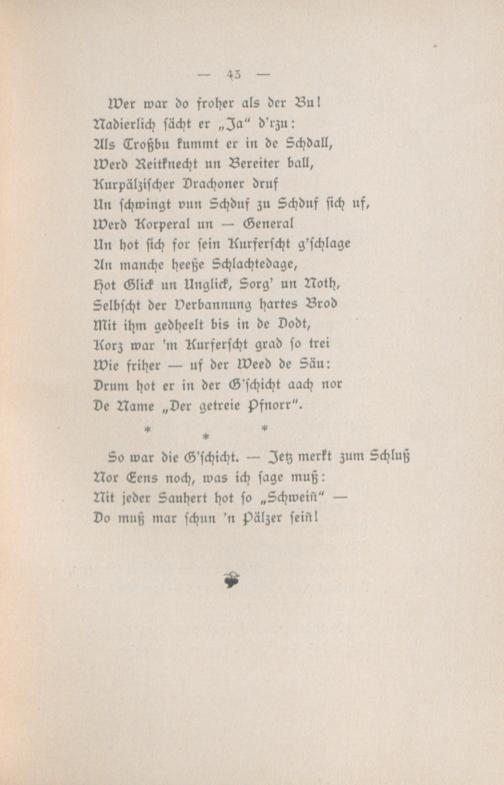 — 43 —
Wer war do froher als der Bu!
Nadierlich sächt er „Ja“ d'rzu:
Als Troßbu kummt er in de Schdall,
Werd Reitknecht un Bereiter ball,
Kurpälzischer Drachoner druf
Un schwingt vun Schduf zu Schduf sich uf,
Werd Korperal un — General
Un hot sich for sein Kurferscht g'schlage
An manche heeße Schlachtedage,
Hot Glick un Unglick, Sorg' un Noth,
Selbscht der Verbannung hartes Brod
Mit ihm gedheelt bis in de Dodt,
Korz war 'm Kurferscht grad so trei
Wie friher — uf der Weed de Säu:
Drum hot er in der G'schicht aach nor
De Name „Der getreie Pfnorr“.
* * *
So war die G'schicht. — Jetz merkt zum Schluß
Nor Eens noch, was ich sage muß:
Nit jeder Sauhert hot so „Schwein̄“ —
Do muß mar schun 'n Pälzer sein̄!